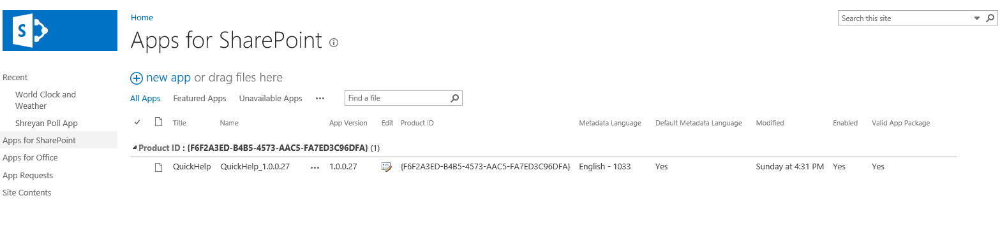 S
Home
Search this site
Apps for SharePoint
new app or drag files here
Recent
World Clock and
Weather
Shreyan Poll App
Apps for SharePoint
Apps for Office
App Requests
Site Contents
All Apps Featured Apps Unavailable Apps ••• Find a file
Title Name App Version Edit Product ID Metadata Language Default Metadata Language Modified Enabled Valid App Package
Product ID : {F6F2A3ED-B4B5-4573-AAC5-FA7ED3C96DFA} (1)
QuickHelp QuickHelp_1.0.0.27 ••• 1.0.0.27 {F6F2A3ED-B4B5-4573-AAC5-FA7ED3C96DFA} English - 1033 Yes Sunday at 4:31 PM Yes Yes